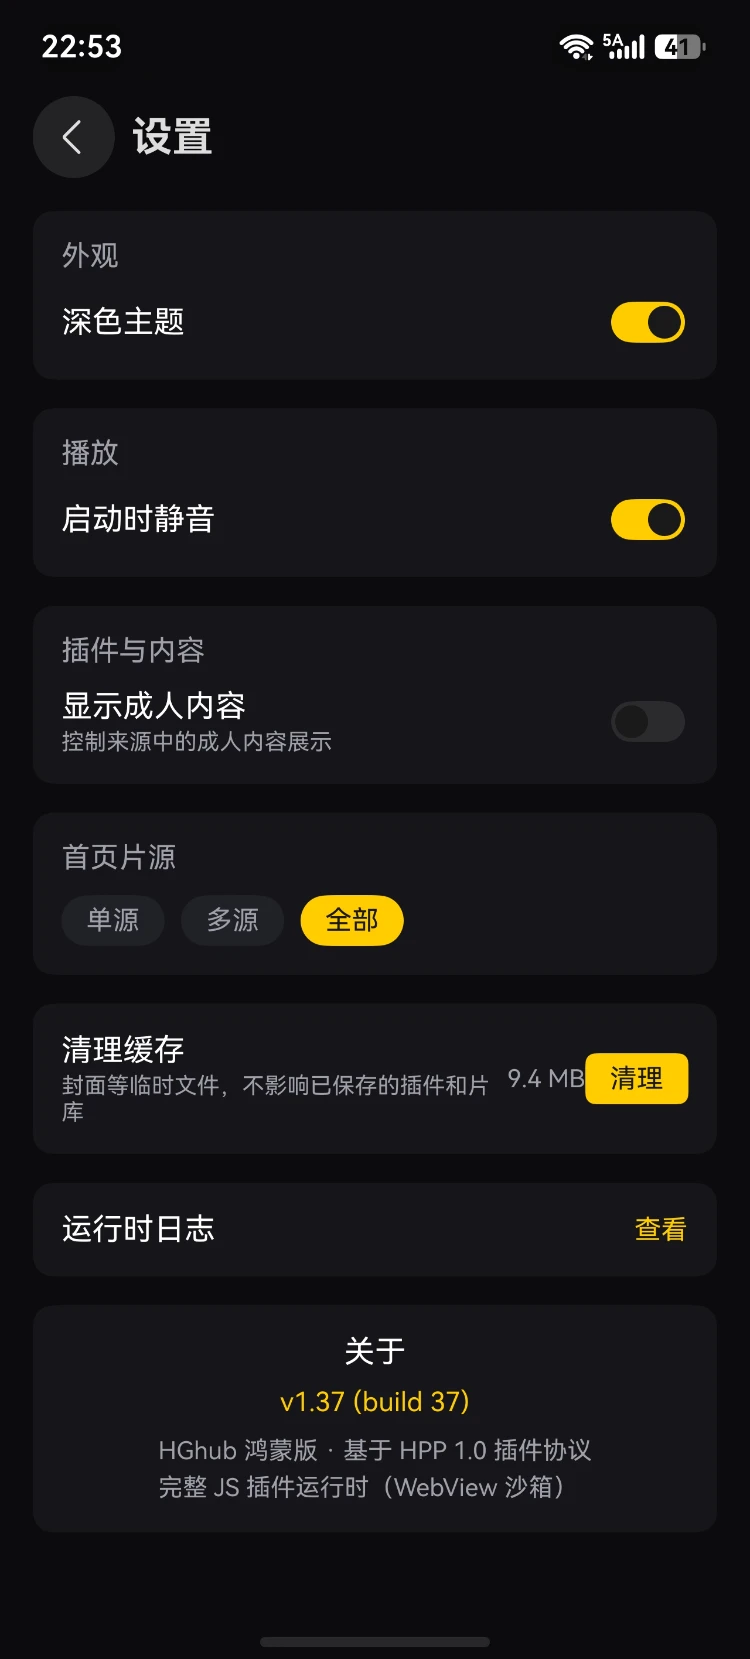 22:53
5A
41
设置
外观
深色主题
播放
启动时静音
插件与内容
显示成人内容
控制来源中的成人内容展示
首页片源
单源 多源 全部
清理缓存
封面等临时文件，不影响已保存的插件和片
库
9.4 MB
清理
运行时日志 查看
关于
v1.37 (build 37)
HGhub 鸿蒙版 · 基于 HPP 1.0 插件协议
完整 JS 插件运行时（WebView 沙箱）